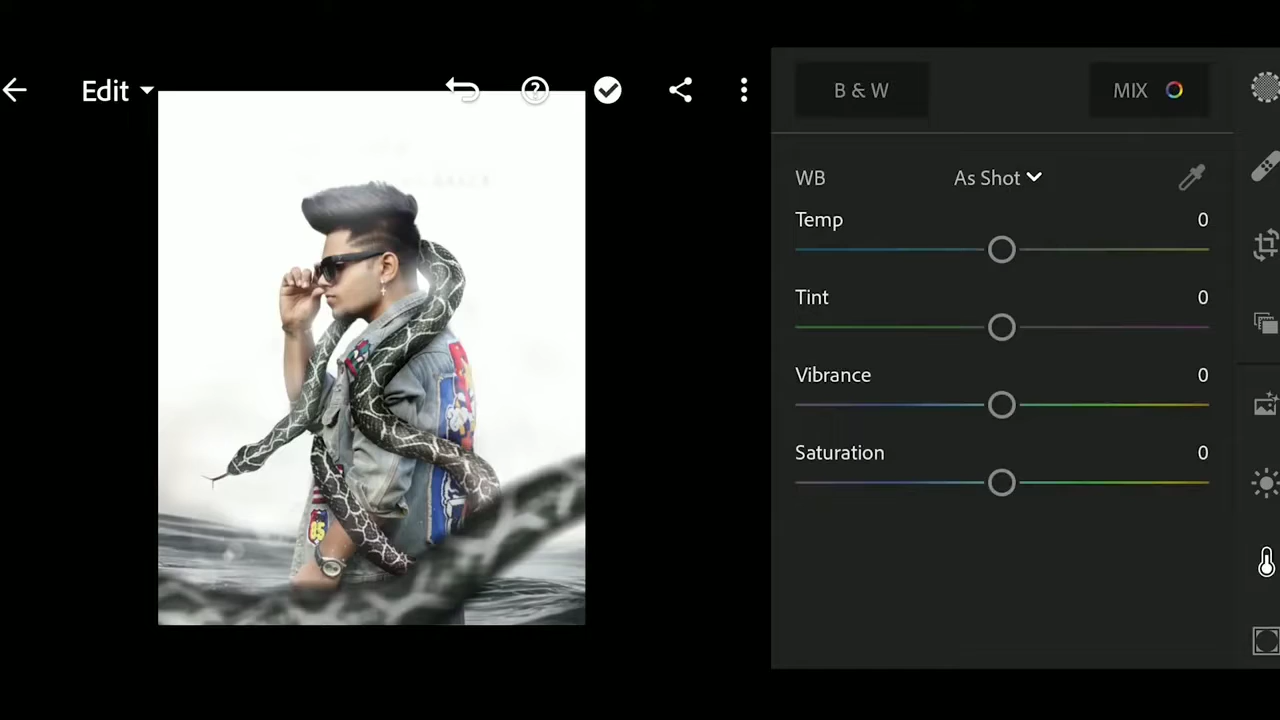 Edit
B & W
MIX
WB
As Shot
Temp
0
Tint
0
Vibrance
0
Saturation
0